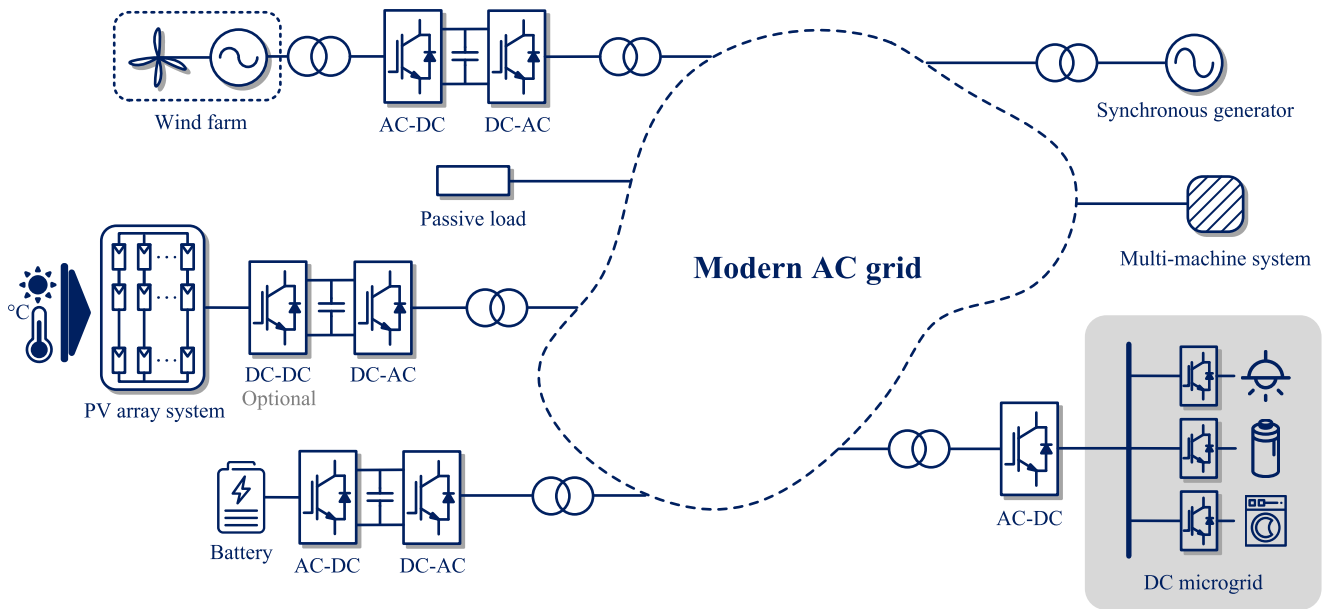 Wind farm
AC-DC
DC-AC
Synchronous generator
Passive load
Multi-machine system
Modern AC grid
°C
PV array system
DC-DC
Optional
DC-AC
Battery
AC-DC
DC-AC
AC-DC
DC microgrid